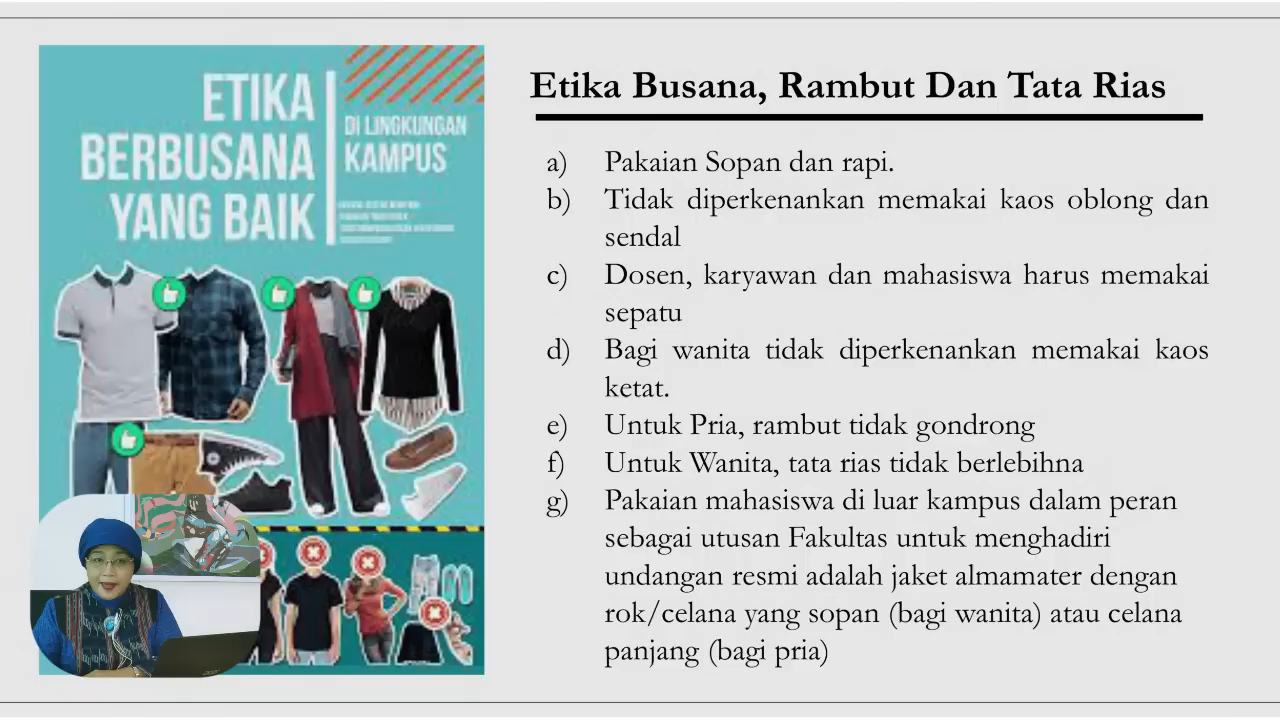 ETIKA
BERBUSANA
YANG BAIK
DI LINGKUNGAN
KAMPUS
Etika Busana, Rambut Dan Tata Rias
a) Pakaian Sopan dan rapi.
b) Tidak diperkenankan memakai kaos oblong dan
sendal
c) Dosen, karyawan dan mahasiswa harus memakai
sepatu
d) Bagi wanita tidak diperkenankan memakai kaos
ketat.
e) Untuk Pria, rambut tidak gondrong
f) Untuk Wanita, tata rias tidak berlebihna
g) Pakaian mahasiswa di luar kampus dalam peran
sebagai utusan Fakultas untuk menghadiri
undangan resmi adalah jaket almamater dengan
rok/celana yang sopan (bagi wanita) atau celana
panjang (bagi pria)